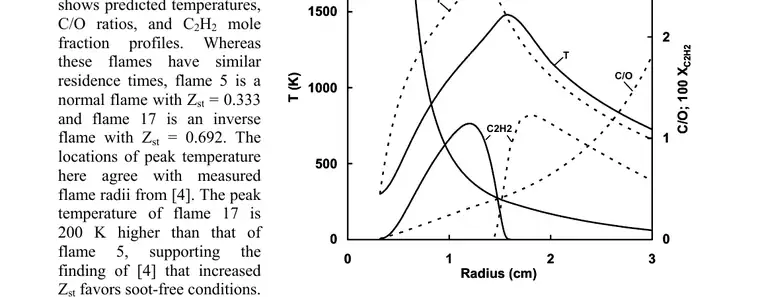 shows predicted temperatures,
C/O ratios, and C2H2 mole
fraction profiles. Whereas
these flames have similar
residence times, flame 5 is a
normal flame with Zst = 0.333
and flame 17 is an inverse
flame with Zst = 0.692. The
locations of peak temperature
here agree with measured
flame radii from [4]. The peak
temperature of flame 17 is
200 K higher than that of
flame 5, supporting the
finding of [4] that increased
Zst favors soot-free conditions.
1500
1000
500
0
T (K)
0
1
2
3
Radius (cm)
2
1
0
C/O; 100 XC2H2
T
C/O
C2H2